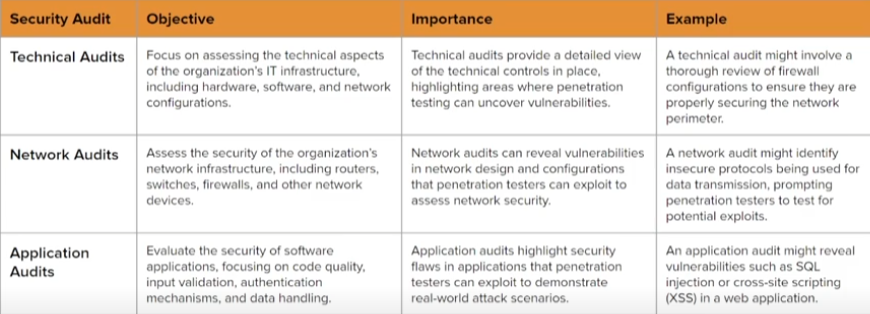 Security Audit
Objective
Importance
Example
Technical Audits
Focus on assessing the technical aspects
of the organization's IT infrastructure,
including hardware, software, and network
configurations.
Technical audits provide a detailed view
of the technical controls in place,
highlighting areas where penetration
testing can uncover vulnerabilities.
A technical audit might involve a
thorough review of firewall
configurations to ensure they are
properly securing the network
perimeter.
Network Audits
Assess the security of the organization's
network infrastructure, including routers,
switches, firewalls, and other network
devices.
Network audits can reveal vulnerabilities
in network design and configurations
that penetration testers can exploit to
assess network security.
A network audit might identify
insecure protocols being used for
data transmission, prompting
penetration testers to test for
potential exploits.
Application
Audits
Evaluate the security of software
applications, focusing on code quality,
input validation, authentication
mechanisms, and data handling.
Application audits highlight security
flaws in applications that penetration
testers can exploit to demonstrate
real-world attack scenarios.
An application audit might reveal
vulnerabilities such as SQL
injection or cross-site scripting
(XSS) in a web application.